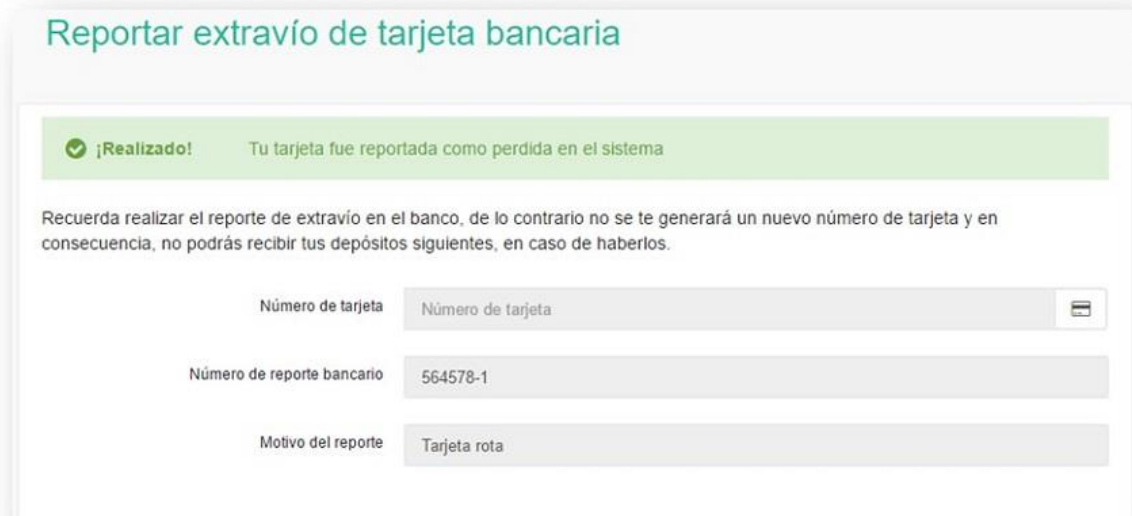 Reportar extravío de tarjeta bancaria
¡Realizado! Tu tarjeta fue reportada como perdida en el sistema
Recuerda realizar el reporte de extravío en el banco, de lo contrario no se te generará un nuevo número de tarjeta y en
consecuencia, no podrás recibir tus depósitos siguientes, en caso de haberlos.
Número de tarjeta Número de tarjeta
Número de reporte bancario 564578-1
Motivo del reporte Tarjeta rota